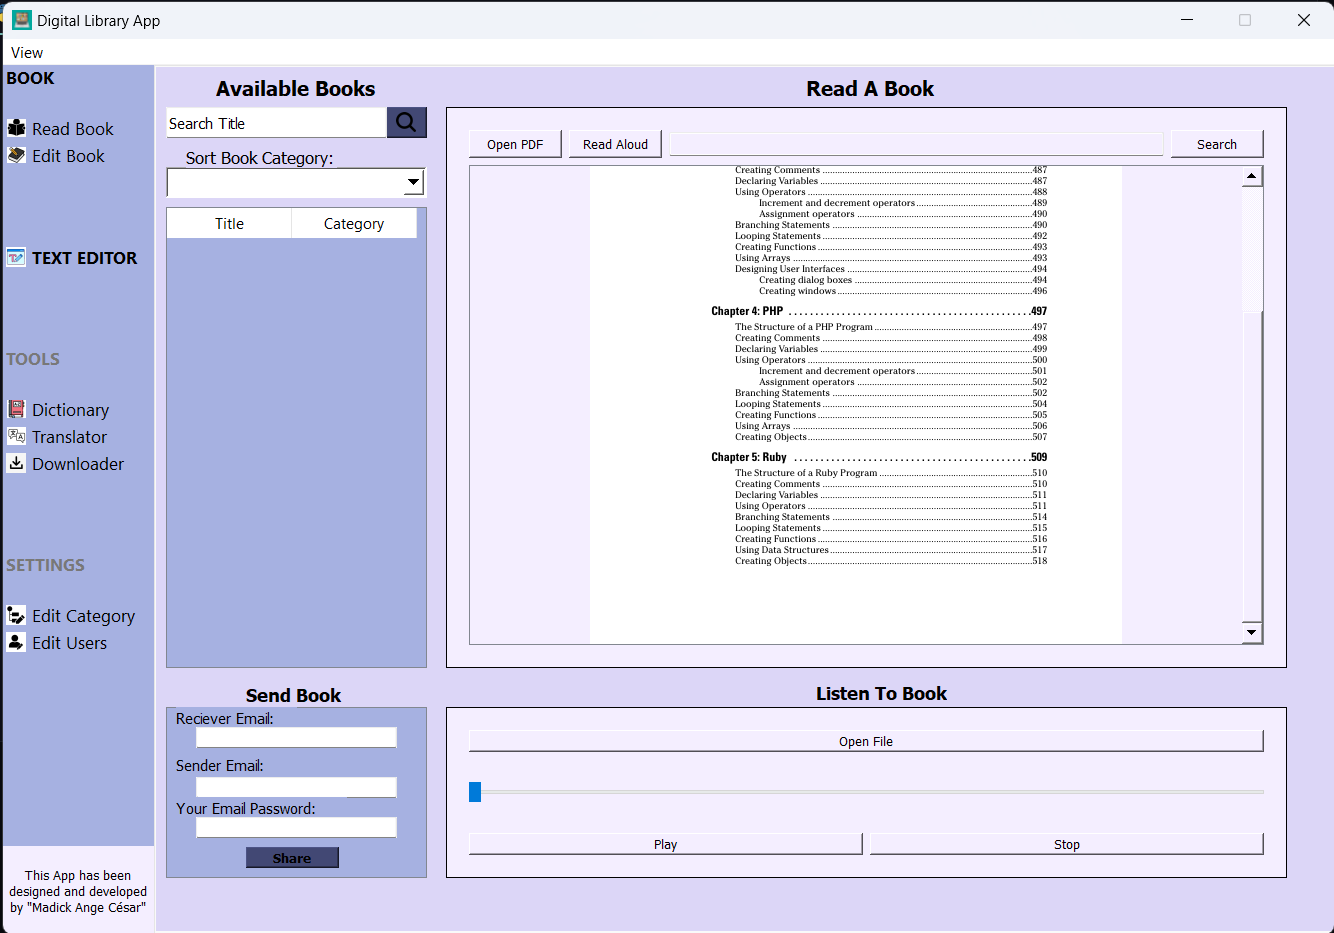 Digital Library App
View
BOOK
Read Book
Edit Book
TEXT EDITOR
TOOLS
Dictionary
Translator
Downloader
SETTINGS
Edit Category
Edit Users
This App has been
designed and developed
by "Madick Ange César"
Available Books
Search Title
Sort Book Category:
Title Category
Send Book
Reciever Email:
Sender Email:
Your Email Password:
Share
Read A Book
Open PDF Read Aloud Search
Creating Comments ........ 487
Declaring Variables ........ 487
Using Operators ........ 488
Increment and decrement operators ........ 489
Assignment operators ........ 490
Branching Statements ........ 490
Looping Statements ........ 492
Creating Functions ........ 493
Using Arrays ........ 493
Designing User Interfaces ........ 494
Creating dialog boxes ........ 494
Creating windows ........ 496
Chapter 4: PHP ........ 497
The Structure of a PHP Program ........ 497
Creating Comments ........ 498
Declaring Variables ........ 499
Using Operators ........ 500
Increment and decrement operators ........ 501
Assignment operators ........ 502
Branching Statements ........ 502
Looping Statements ........ 504
Creating Functions ........ 505
Using Arrays ........ 506
Creating Objects ........ 507
Chapter 5: Ruby ........ 509
The Structure of a Ruby Program ........ 510
Creating Comments ........ 510
Declaring Variables ........ 511
Using Operators ........ 511
Branching Statements ........ 514
Looping Statements ........ 515
Creating Functions ........ 516
Using Data Structures ........ 517
Creating Objects ........ 518
Listen To Book
Open File
Play Stop